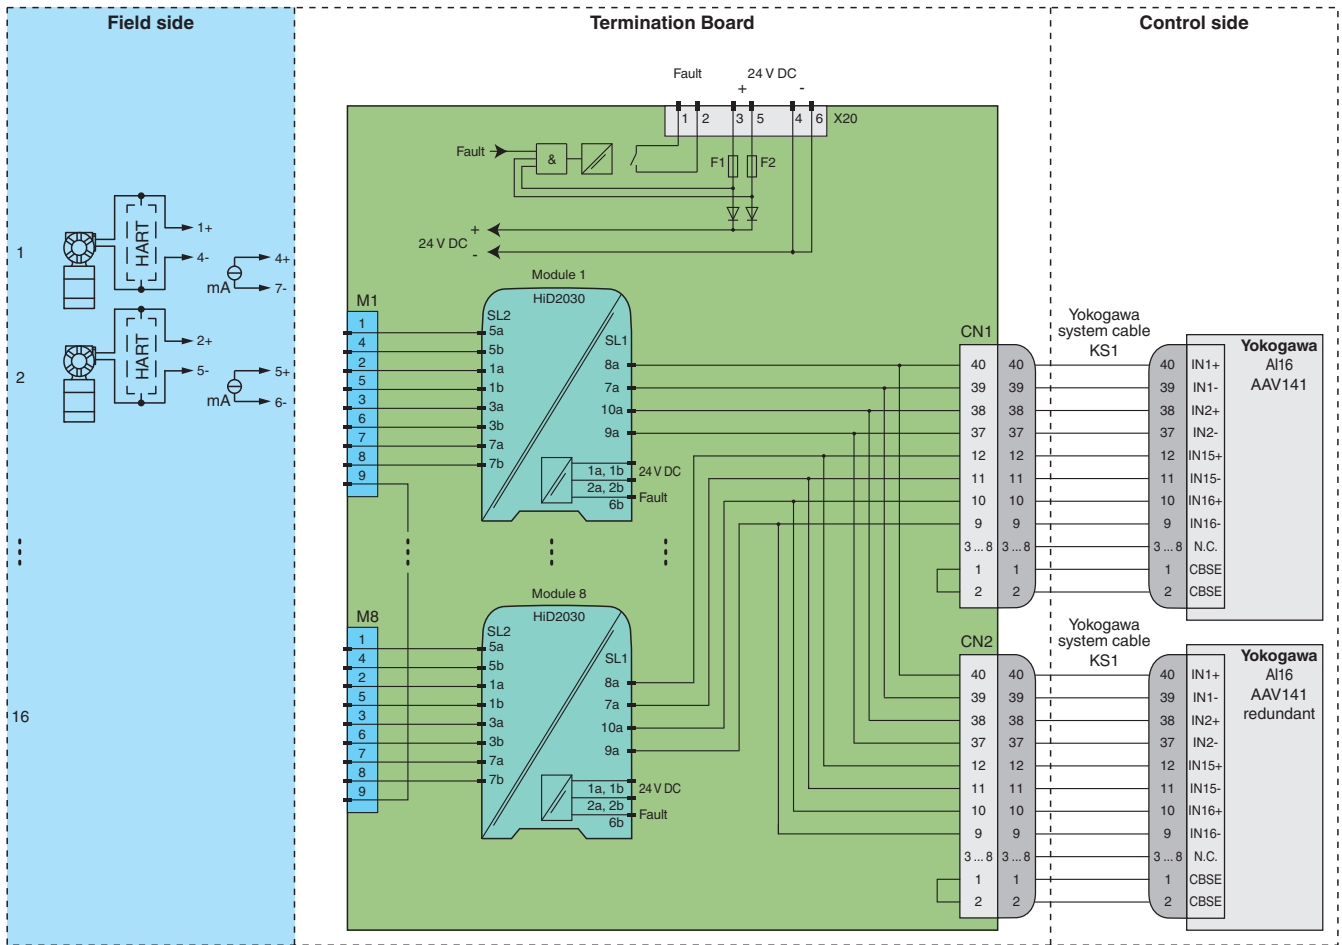 Field side
Termination Board
Control side
Fault
24 V DC
+
-
1 2 3 5 4 6 X20
Fault
&
F1 F2
+
24 V DC
-
1
HART
1+
4-
mA
4+
7-
2
HART
2+
5-
mA
5+
6-
16
M1
1
4
2
5
3
6
7
8
9
Module 1
HiD2030
SL2
5a
5b
1a
1b
3a
3b
7a
7b
SL1
8a
7a
10a
9a
1a, 1b
24 V DC
2a, 2b
Fault
6b
M8
1
4
2
5
3
6
7
8
9
Module 8
HiD2030
SL2
5a
5b
1a
1b
3a
3b
7a
7b
SL1
8a
7a
10a
9a
1a, 1b
24 V DC
2a, 2b
Fault
6b
CN1
Yokogawa
system cable
KS1
Yokogawa
AI16
AAV141
40 40 40 IN1+
39 39 39 IN1-
38 38 38 IN2+
37 37 37 IN2-
12 12 12 IN15+
11 11 11 IN15-
10 10 10 IN16+
9 9 9 IN16-
3 ... 8 3 ... 8 3 ... 8 N.C.
1 1 1 CBSE
2 2 2 CBSE
CN2
Yokogawa
system cable
KS1
Yokogawa
AI16
AAV141
redundant
40 40 40 IN1+
39 39 39 IN1-
38 38 38 IN2+
37 37 37 IN2-
12 12 12 IN15+
11 11 11 IN15-
10 10 10 IN16+
9 9 9 IN16-
3 ... 8 3 ... 8 3 ... 8 N.C.
1 1 1 CBSE
2 2 2 CBSE